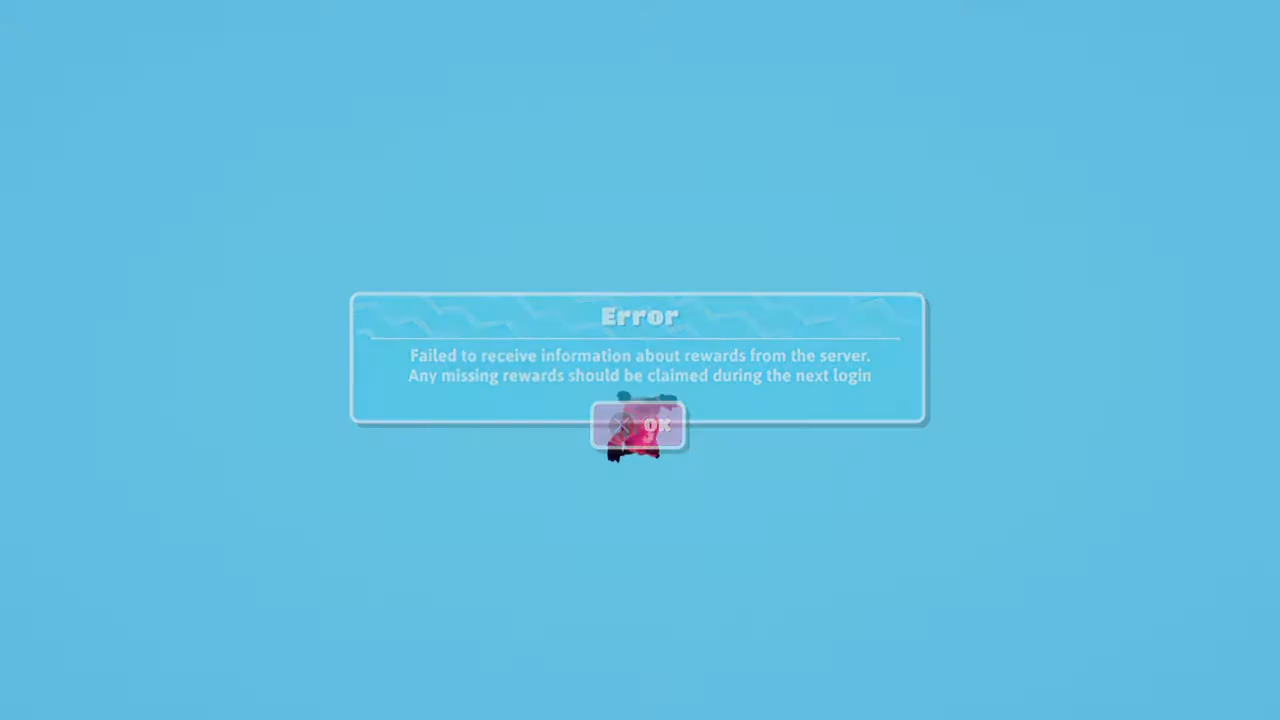 Error
Failed to receive information about rewards from the server.
Any missing rewards should be claimed during the next login
OK